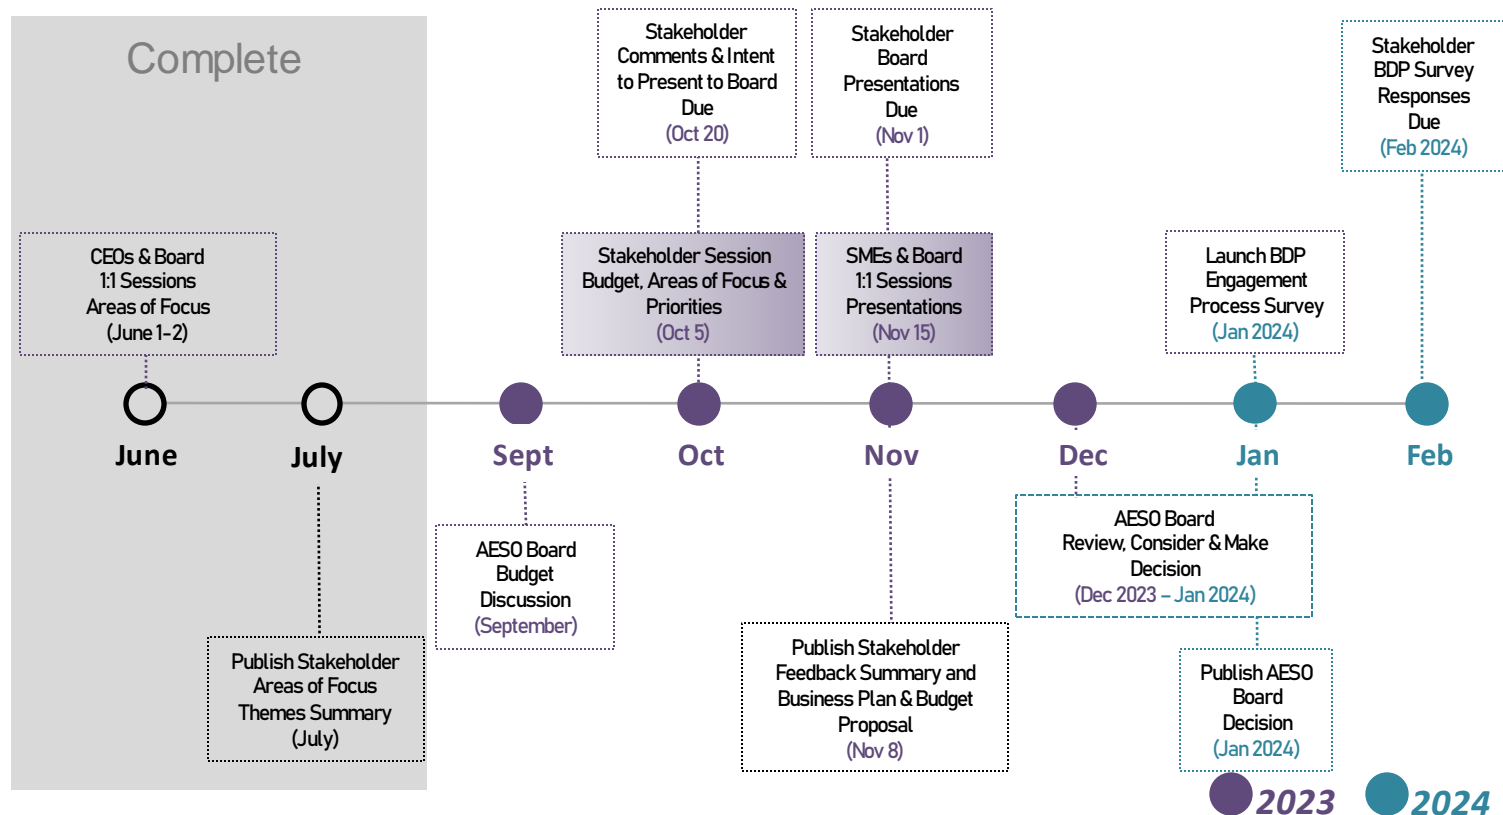 Complete
Stakeholder
Comments & Intent
to Present to Board
Due
(Oct 20)
Stakeholder
Board
Presentations
Due
(Nov 1)
Stakeholder
BDP Survey
Responses
Due
(Feb 2024)
CEOs & Board
1:1 Sessions
Areas of Focus
(June 1-2)
Stakeholder Session
Budget, Areas of Focus &
Priorities
(Oct 5)
SMEs & Board
1:1 Sessions
Presentations
(Nov 15)
Launch BDP
Engagement
Process Survey
(Jan 2024)
June
July
Sept
Oct
Nov
Dec
Jan
Feb
AESO Board
Budget
Discussion
(September)
AESO Board
Review, Consider & Make
Decision
(Dec 2023 – Jan 2024)
Publish Stakeholder
Areas of Focus
Themes Summary
(July)
Publish Stakeholder
Feedback Summary and
Business Plan & Budget
Proposal
(Nov 8)
Publish AESO
Board
Decision
(Jan 2024)
2023
2024